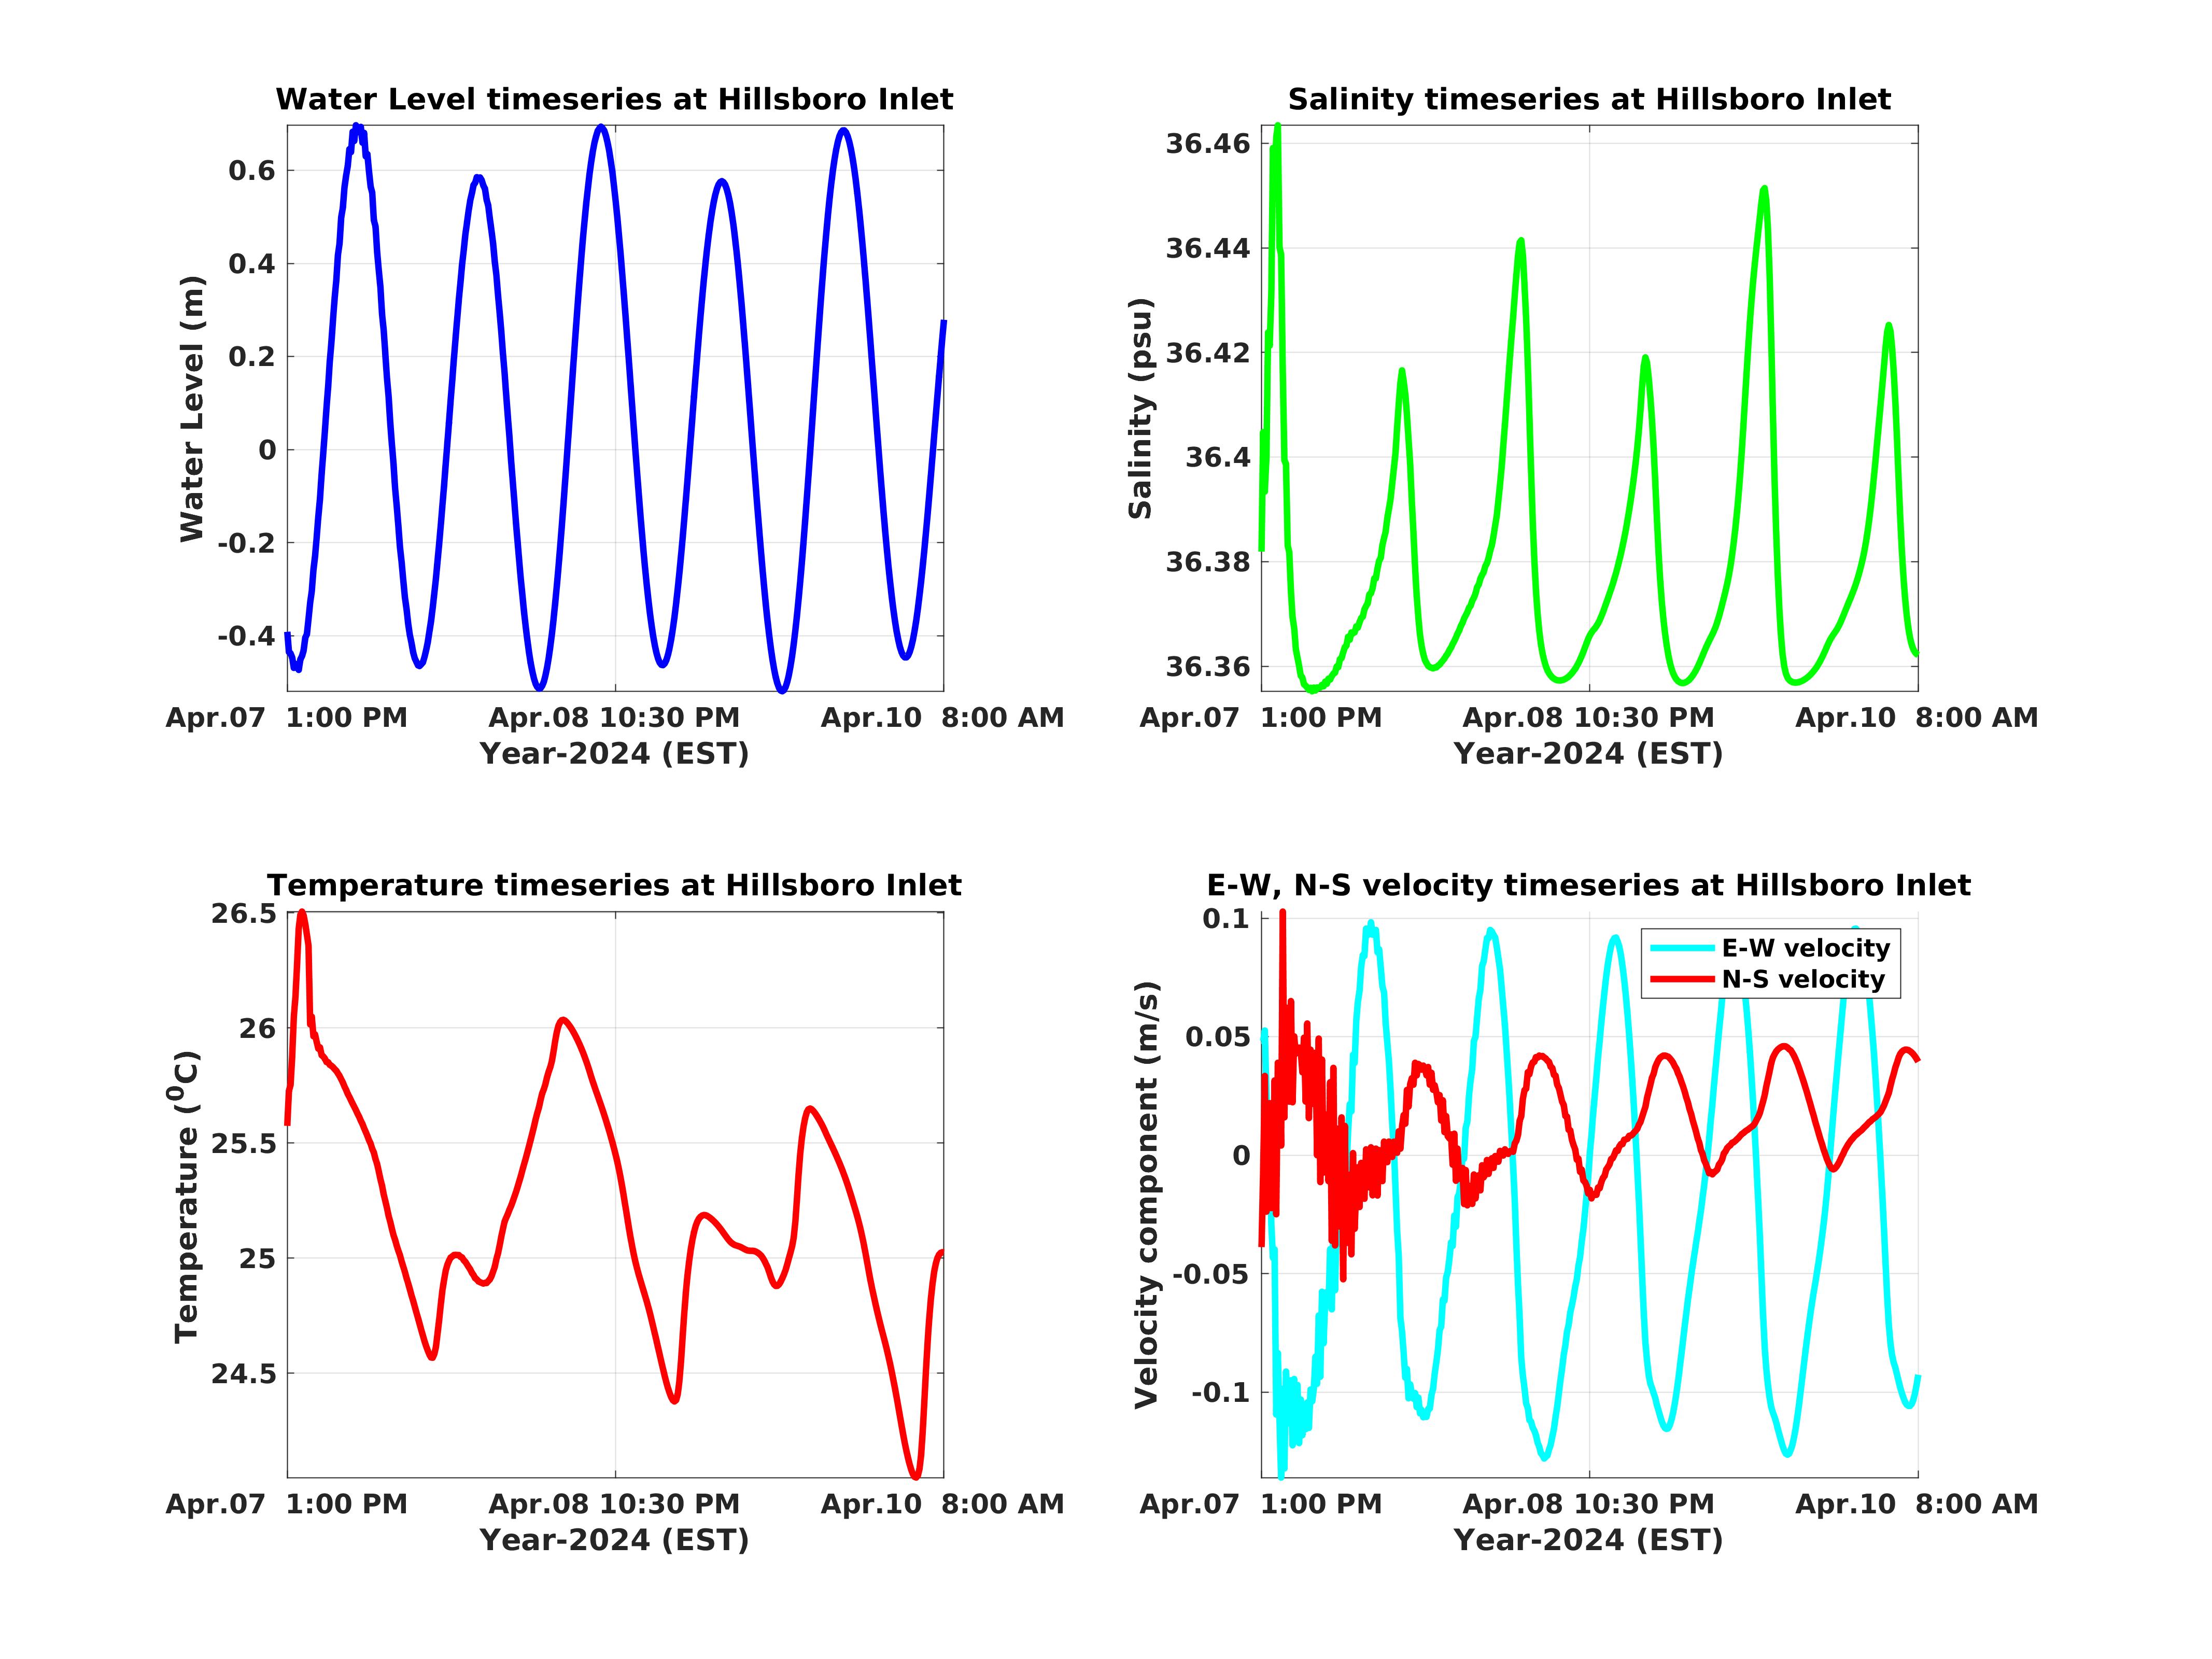 Water Level timeseries at Hillsboro Inlet
0.6
0.4
0.2
0
-0.2
-0.4
Water Level (m)
Apr.07  1:00 PM
Apr.08 10:30 PM
Apr.10  8:00 AM
Year-2024 (EST)
Salinity timeseries at Hillsboro Inlet
36.46
36.44
36.42
36.4
36.38
36.36
Salinity (psu)
Apr.07  1:00 PM
Apr.08 10:30 PM
Apr.10  8:00 AM
Year-2024 (EST)
Temperature timeseries at Hillsboro Inlet
26.5
26
25.5
25
24.5
Temperature (⁰C)
Apr.07  1:00 PM
Apr.08 10:30 PM
Apr.10  8:00 AM
Year-2024 (EST)
E-W, N-S velocity timeseries at Hillsboro Inlet
0.1
0.05
0
-0.05
-0.1
Velocity component (m/s)
E-W velocity
N-S velocity
Apr.07  1:00 PM
Apr.08 10:30 PM
Apr.10  8:00 AM
Year-2024 (EST)